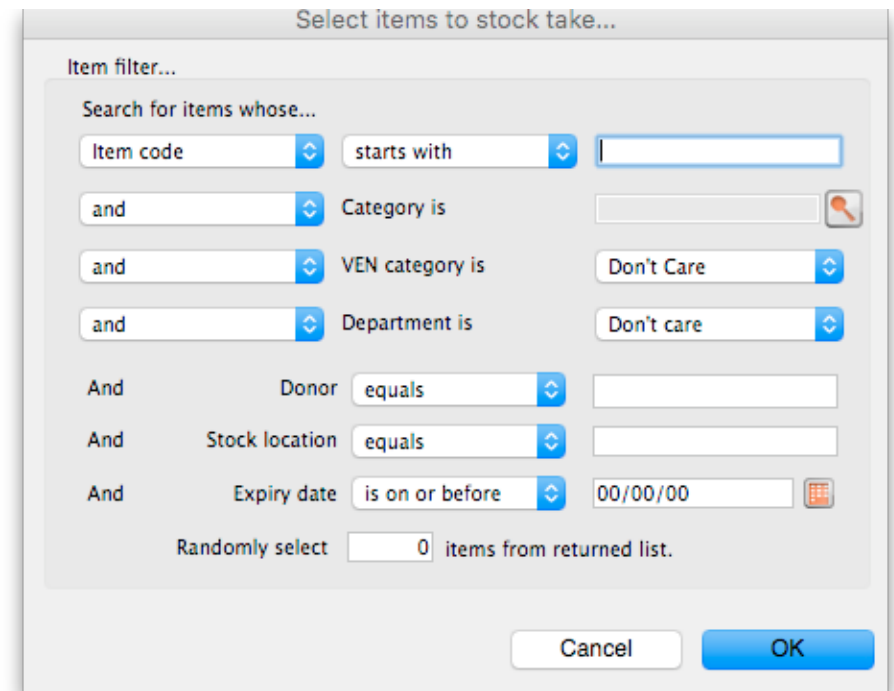 Select items to stock take...
Item filter...
Search for items whose...
Item code starts with
and Category is
and VEN category is Don't Care
and Department is Don't care
And Donor equals
And Stock location equals
And Expiry date is on or before 00/00/00
Randomly select 0 items from returned list.
Cancel OK